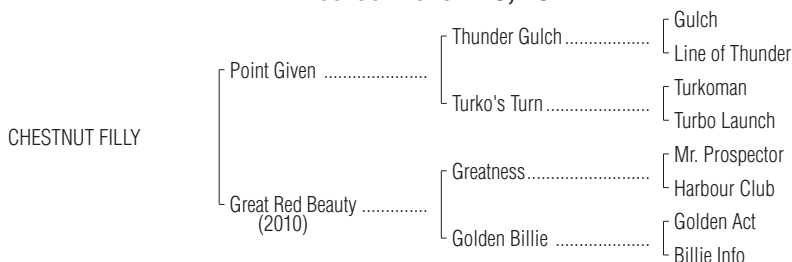 Gulch
Thunder Gulch
Line of Thunder
Point Given
Turkoman
Turko's Turn
Turbo Launch
CHESTNUT FILLY
Mr. Prospector
Greatness
Harbour Club
Great Red Beauty
(2010)
Golden Act
Golden Billie
Billie Info